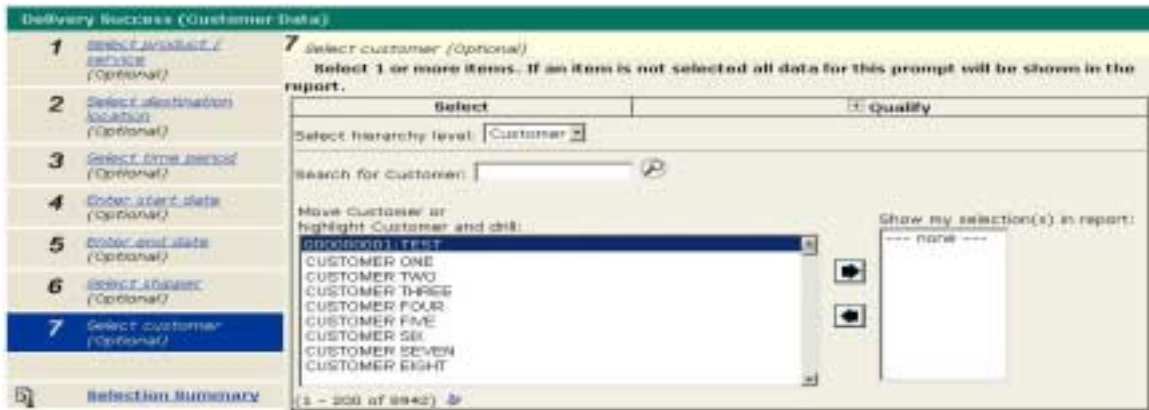 Delivery Success (Customer Data)
1 Select product / service
(Optional)
2 Select destination location
(Optional)
3 Select time period
(Optional)
4 Enter start date
(Optional)
5 Enter end date
(Optional)
6 Select shipper
(Optional)
7 Select customer
(Optional)
Selection Summary
7 Select customer (Optional)
Select 1 or more items. If an item is not selected all data for this prompt will be shown in the
report.
Select
Qualify
Select hierarchy level: Customer
Search for Customer:
Move Customer or
highlight Customer and drill:
000000001:TEST
CUSTOMER ONE
CUSTOMER TWO
CUSTOMER THREE
CUSTOMER FOUR
CUSTOMER FIVE
CUSTOMER SIX
CUSTOMER SEVEN
CUSTOMER EIGHT
(1 - 200 of 8942)
Show my selection(s) in report:
--- none ---